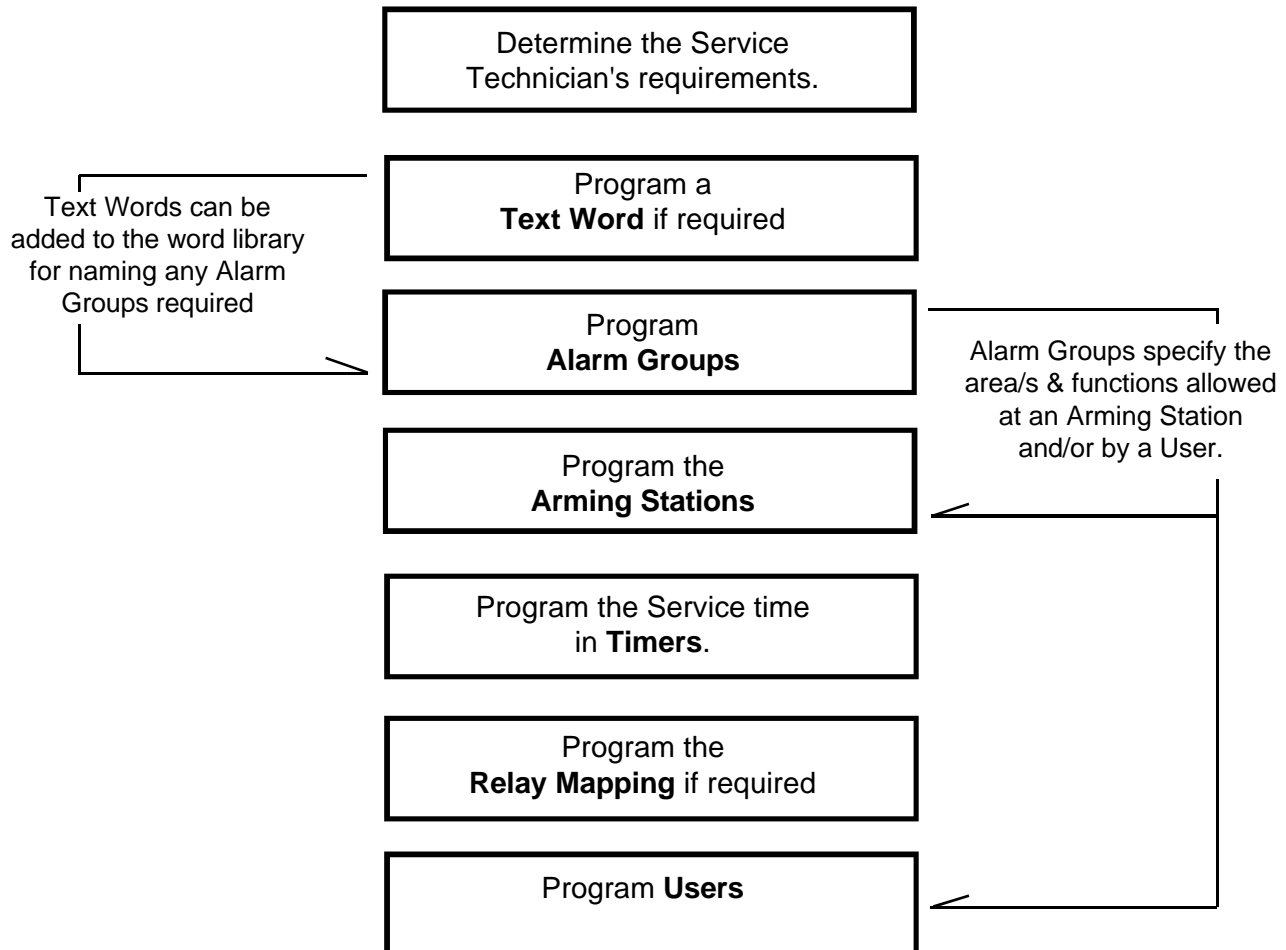 Determine the Service
Technician's requirements.
Program a
Text Word if required
Text Words can be
added to the word library
for naming any Alarm
Groups required
Program
Alarm Groups
Alarm Groups specify the
area/s & functions allowed
at an Arming Station
and/or by a User.
Program the
Arming Stations
Program the Service time
in Timers.
Program the
Relay Mapping if required
Program Users